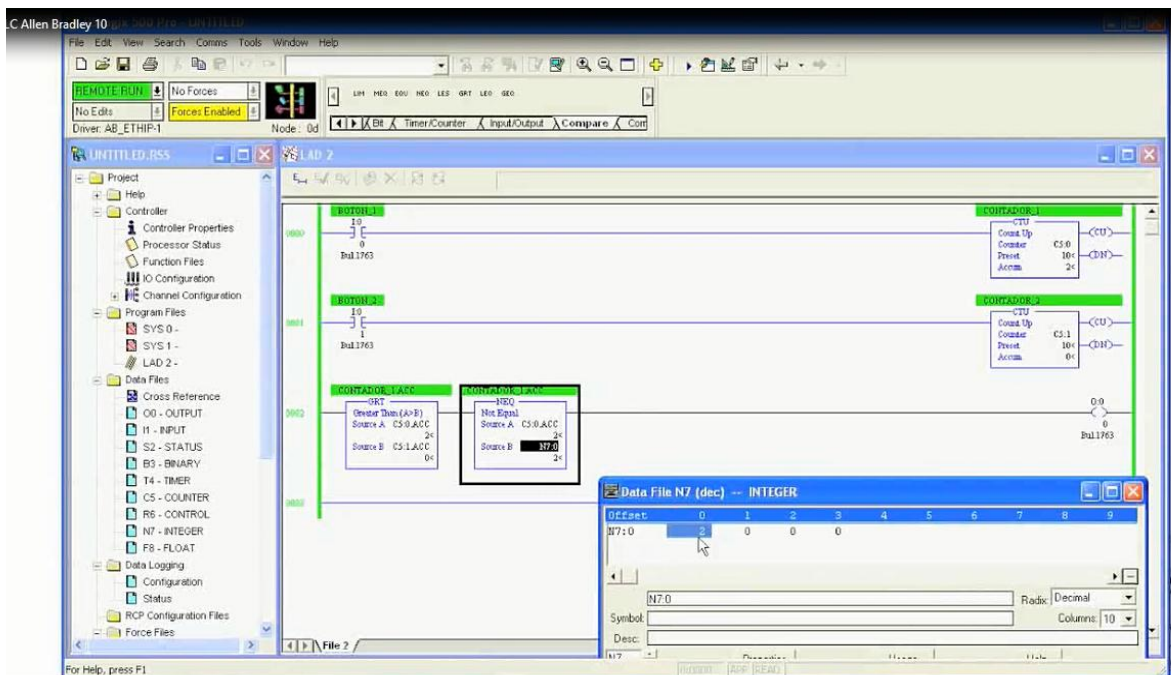 LC Allen Bradley 10
File Edit View Search Comms Tools Window Help
REMOTE RUN No Forces
No Edits Forces Enabled
Driver: AB_ETHIP-1 Node: 0d
LIM MEQ EQU NEQ LES GRT LEQ GEQ
Bit Timer/Counter Input/Output Compare
UNTITLED.RSS
Project
Help
Controller
Controller Properties
Processor Status
Function Files
IO Configuration
Channel Configuration
Program Files
SYS 0 -
SYS 1 -
LAD 2 -
Data Files
Cross Reference
O0 - OUTPUT
I1 - INPUT
S2 - STATUS
B3 - BINARY
T4 - TIMER
C5 - COUNTER
R6 - CONTROL
N7 - INTEGER
F8 - FLOAT
Data Logging
Configuration
Status
RCP Configuration Files
Force Files
LAD 2
BOTON_1
I:0
0000
0
Bul.1763
CONTADOR_1
CTU
Count Up
Counter C5:0
Preset 10<
Accum 2<
(CU)
(DN)
BOTON_2
I:0
0001
1
Bul.1763
CONTADOR_2
CTU
Count Up
Counter C5:1
Preset 10<
Accum 0<
(CU)
(DN)
0002
CONTADOR_1.ACC
GRT
Greater Than (A>B)
Source A C5:0.ACC
2<
Source B C5:1.ACC
0<
CONTADOR_1.ACC
NEQ
Not Equal
Source A C5:0.ACC
2<
Source B N7:0
2<
O:0
0
Bul.1763
0003
File 2
Data File N7 (dec) -- INTEGER
Offset 0 1 2 3 4 5 6 7 8 9
N7:0 2 0 0 0
N7:0 Radix: Decimal
Symbol: Columns: 10
Desc:
N7
For Help, press F1